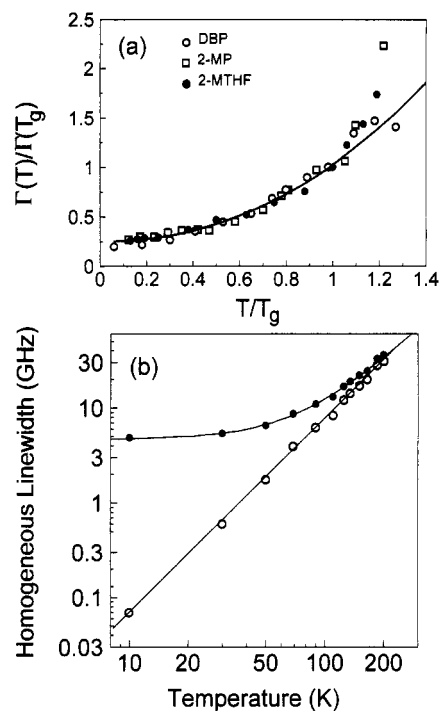 (a)
○ DBP
□ 2-MP
● 2-MTHF
Γ(T)/Γ(Tg)
2.5
2
1.5
1
0.5
0
0 0.2 0.4 0.6 0.8 1 1.2 1.4
T/Tg
(b)
Homogeneous Linewidth (GHz)
30
10
3
1
0.3
0.1
0.03
10 20 50 100 200
Temperature (K)